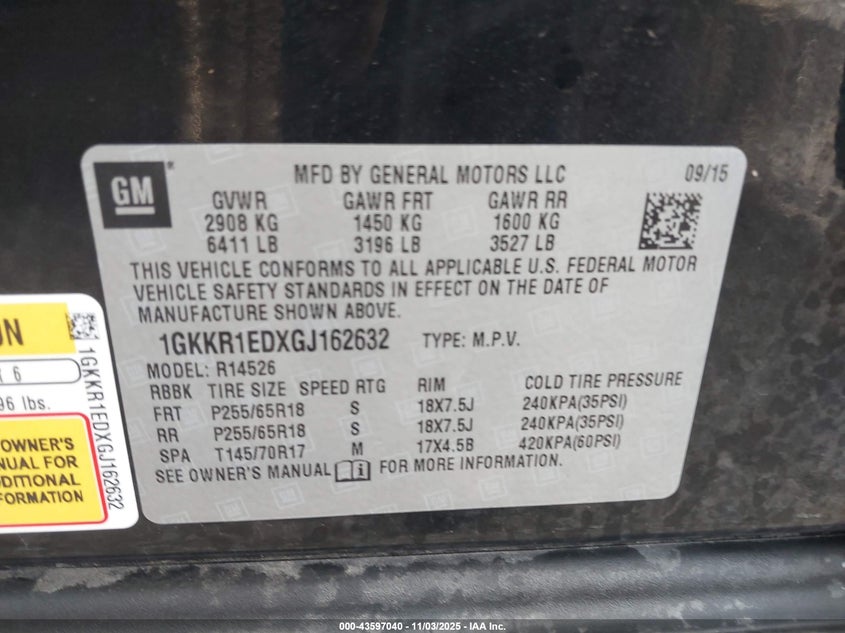 GM
MFD BY GENERAL MOTORS LLC 09/15
GVWR GAWR FRT GAWR RR
2908 KG 1450 KG 1600 KG
6411 LB 3196 LB 3527 LB
THIS VEHICLE CONFORMS TO ALL APPLICABLE U.S. FEDERAL MOTOR
VEHICLE SAFETY STANDARDS IN EFFECT ON THE DATE OF
MANUFACTURE SHOWN ABOVE.
1GKKR1EDXGJ162632 TYPE: M.P.V.
MODEL: R14526
RBBK TIRE SIZE SPEED RTG RIM COLD TIRE PRESSURE
FRT P255/65R18 S 18X7.5J 240KPA(35PSI)
RR P255/65R18 S 18X7.5J 240KPA(35PSI)
SPA T145/70R17 M 17X4.5B 420KPA(60PSI)
SEE OWNER'S MANUAL FOR MORE INFORMATION.
6
96 lbs.
OWNER'S
FOR
1GKKR1EDXGJ162632
000-43597040 - 11/03/2025 - IAA Inc.